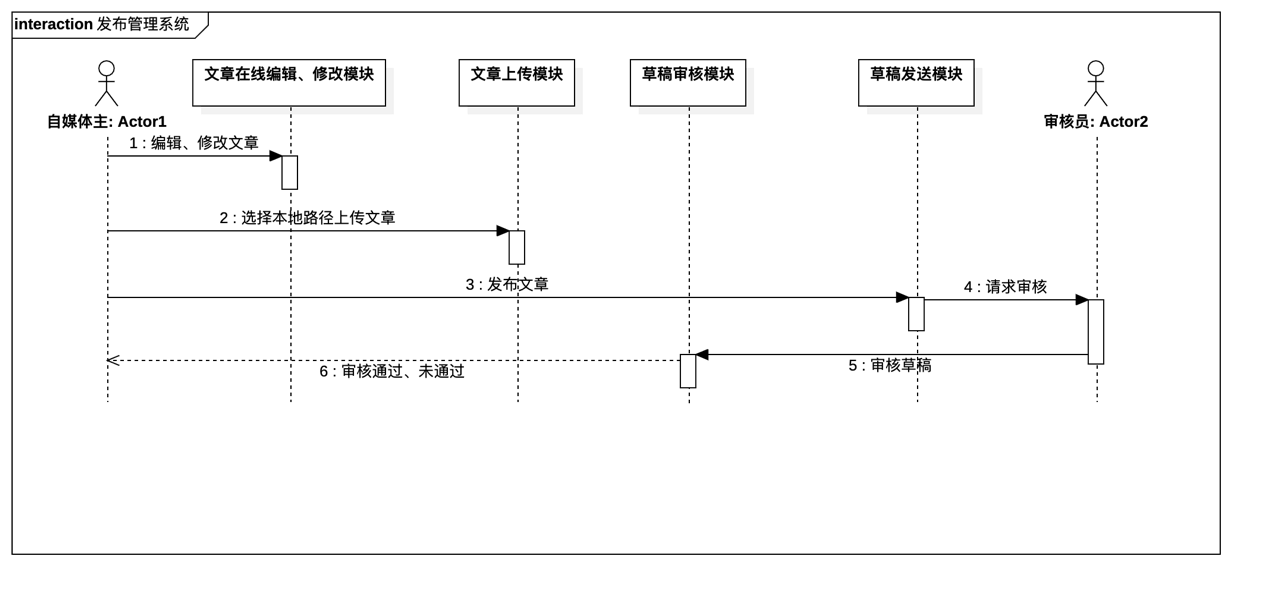 interaction 发布管理系统
文章在线编辑、修改模块
文章上传模块
草稿审核模块
草稿发送模块
自媒体主: Actor1
审核员: Actor2
1 : 编辑、修改文章
2 : 选择本地路径上传文章
3 : 发布文章
4 : 请求审核
5 : 审核草稿
6 : 审核通过、未通过